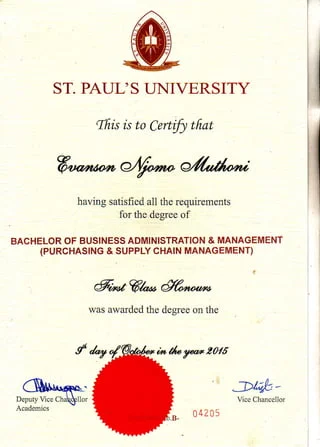 ST. PAUL'S UNIVERSITY
This is to Certify that
Evanson Njomo Muthoni
having satisfied all the requirements
for the degree of
BACHELOR OF BUSINESS ADMINISTRATION & MANAGEMENT
(PURCHASING & SUPPLY CHAIN MANAGEMENT)
First Class Honours
was awarded the degree on the
9th day of October in the year 2015
Deputy Vice Chancellor
Academics
Vice Chancellor
B- 04205